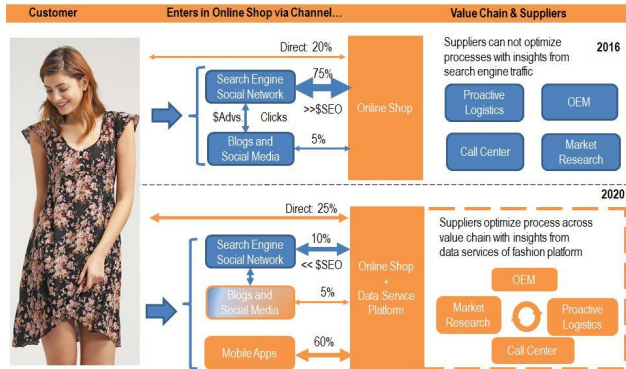 Customer
Enters in Online Shop via Channel…
Value Chain & Suppliers
Direct: 20%
Search Engine
Social Network
75%
>>$SEO
$Advs.
Clicks
Blogs and
Social Media
5%
Online Shop
Suppliers can not optimize
processes with insights from
search engine traffic
2016
Proactive
Logistics
OEM
Call Center
Market
Research
2020
Direct: 25%
Search Engine
Social Network
10%
<< $SEO
Blogs and
Social Media
5%
Mobile Apps
60%
Online Shop
+
Data Service
Platform
Suppliers optimize process across
value chain with insights from
data services of fashion platform
OEM
Market
Research
Proactive
Logistics
Call Center